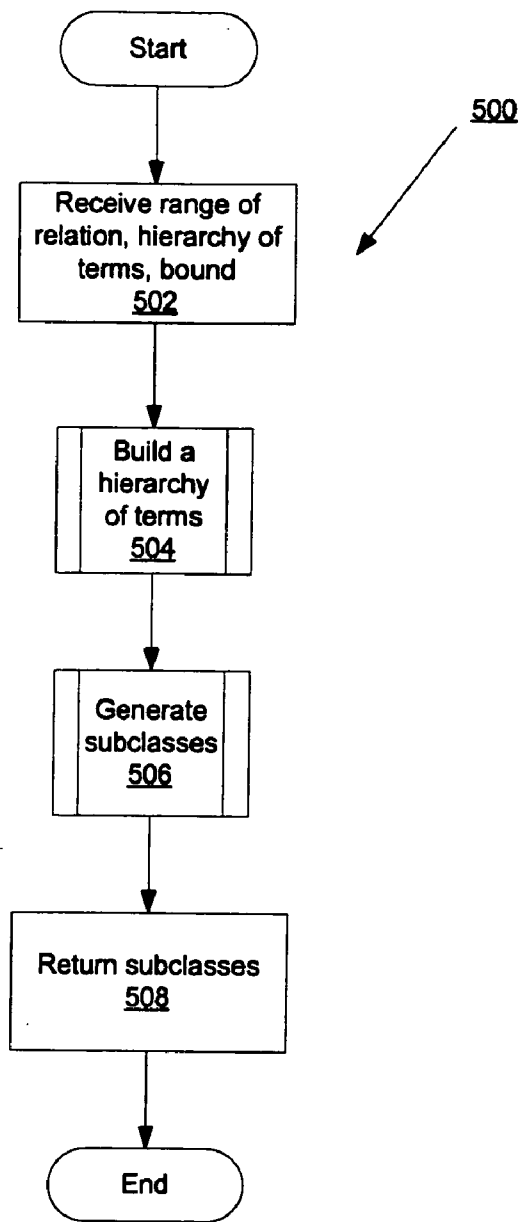 Start
500
Receive range of
relation, hierarchy of
terms, bound
502
Build a
hierarchy
of terms
504
Generate
subclasses
506
Return subclasses
508
End